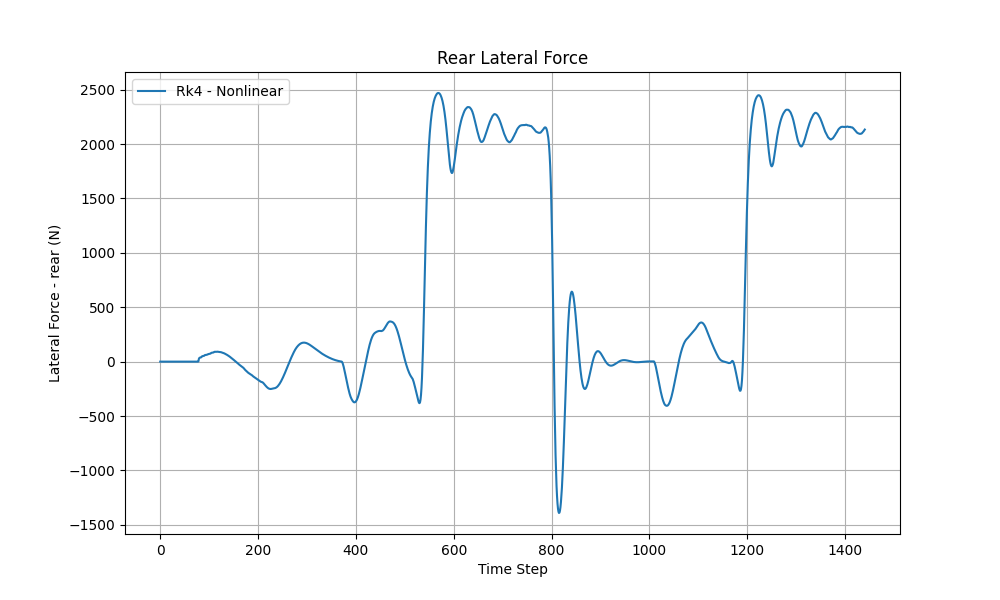 Rear Lateral Force
Rk4 - Nonlinear
Lateral Force - rear (N)
2500
2000
1500
1000
500
0
−500
−1000
−1500
0 200 400 600 800 1000 1200 1400
Time Step